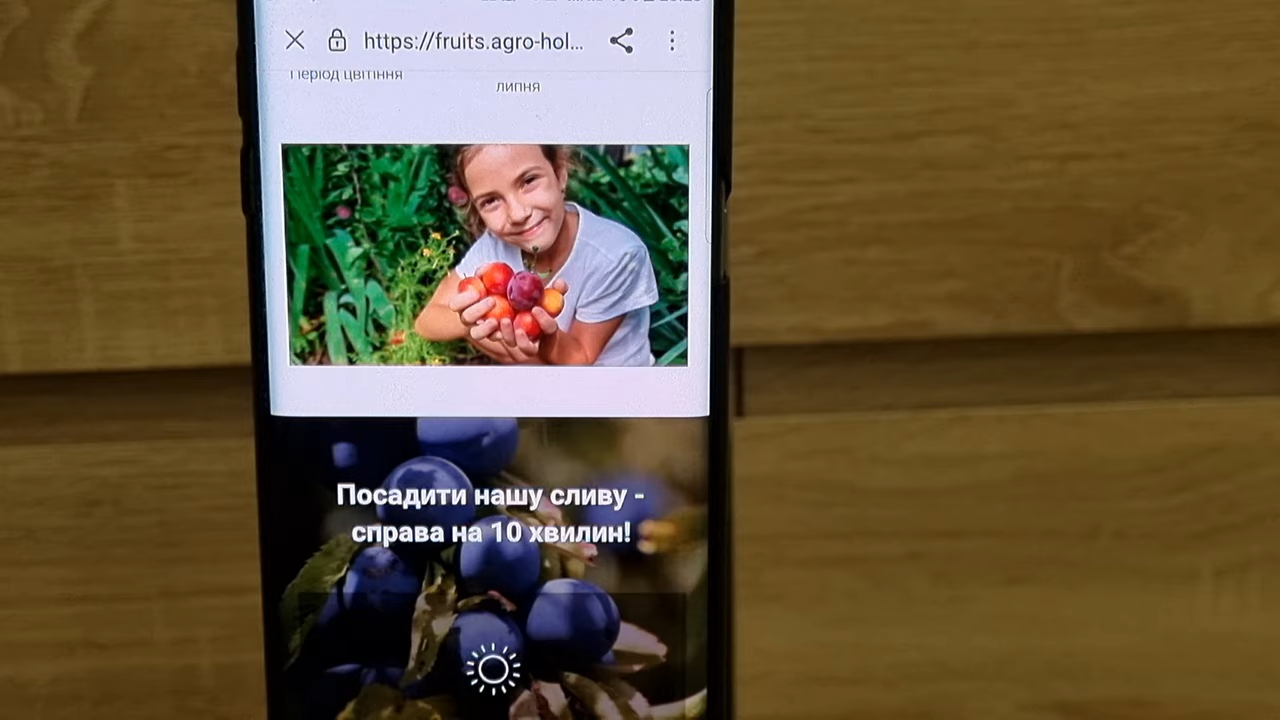 https://fruits.agro-hol...
Період цвітіння
липня
Посадити нашу сливу -
справа на 10 хвилин!